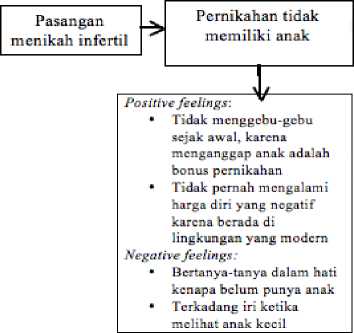 Pasangan
menikah infertil
Pernikahan tidak
memiliki anak
Positive feelings:
• Tidak menggebu-gebu
sejak awal, karena
menganggap anak adalah
bonus pernikahan
• Tidak pernah mengalami
harga diri yang negatif
karena berada di
lingkungan yang modern
Negative feelings:
• Bertanya-tanya dalam hati
kenapa belum punya anak
• Terkadang iri ketika
melihat anak kecil